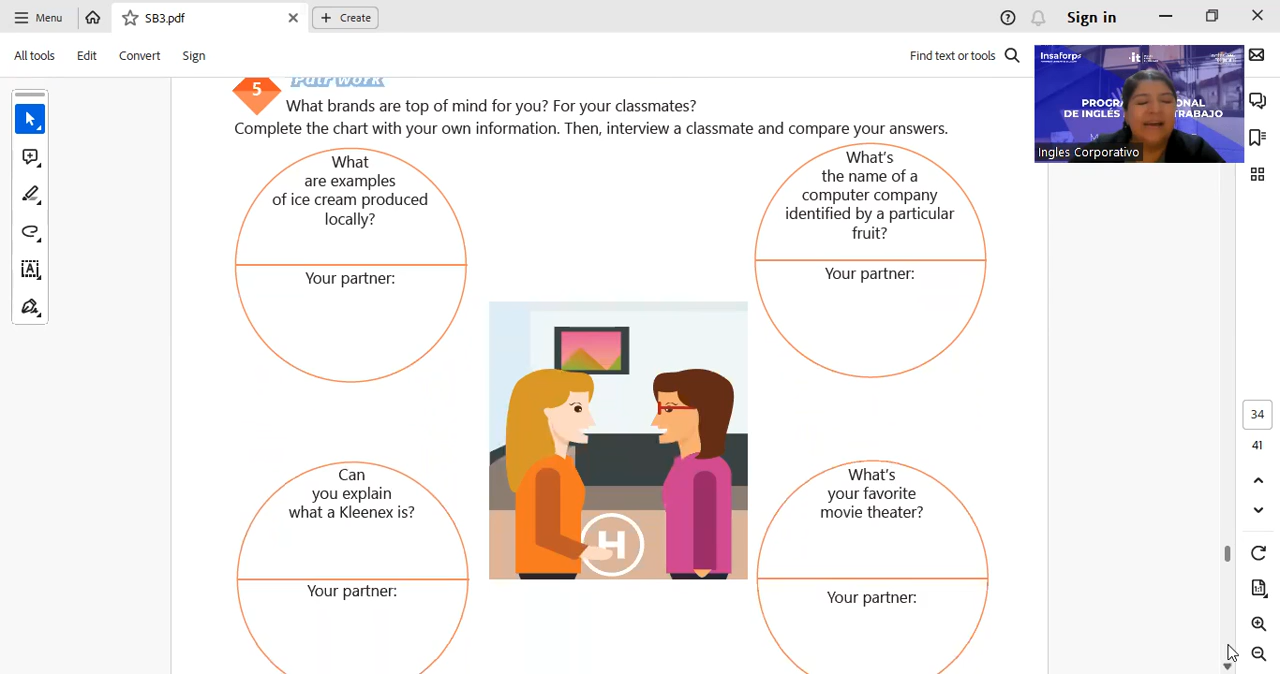 Menu
SB3.pdf
Create
Sign in
All tools
Edit
Convert
Sign
Find text or tools
5
Pair work
What brands are top of mind for you? For your classmates?
Complete the chart with your own information. Then, interview a classmate and compare your answers.
What
are examples
of ice cream produced
locally?
Your partner:
What's
the name of a
computer company
identified by a particular
fruit?
Your partner:
Can
you explain
what a Kleenex is?
Your partner:
What's
your favorite
movie theater?
Your partner:
H
Insaforp
it
Ingles Corporativo
34
41